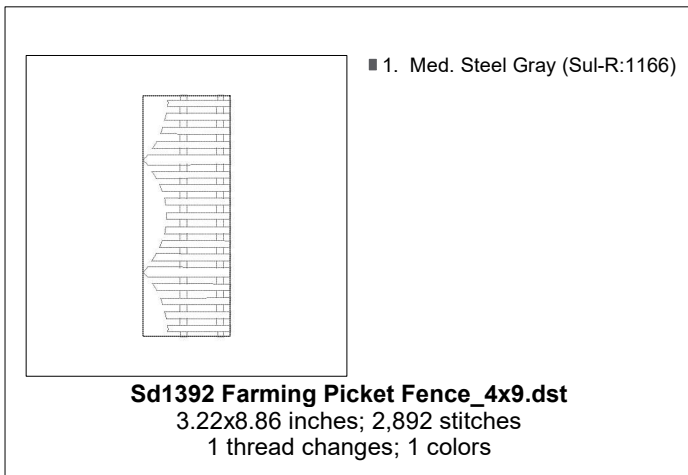 1. Med. Steel Gray (Sul-R:1166)
Sd1392 Farming Picket Fence_4x9.dst
3.22x8.86 inches; 2,892 stitches
1 thread changes; 1 colors